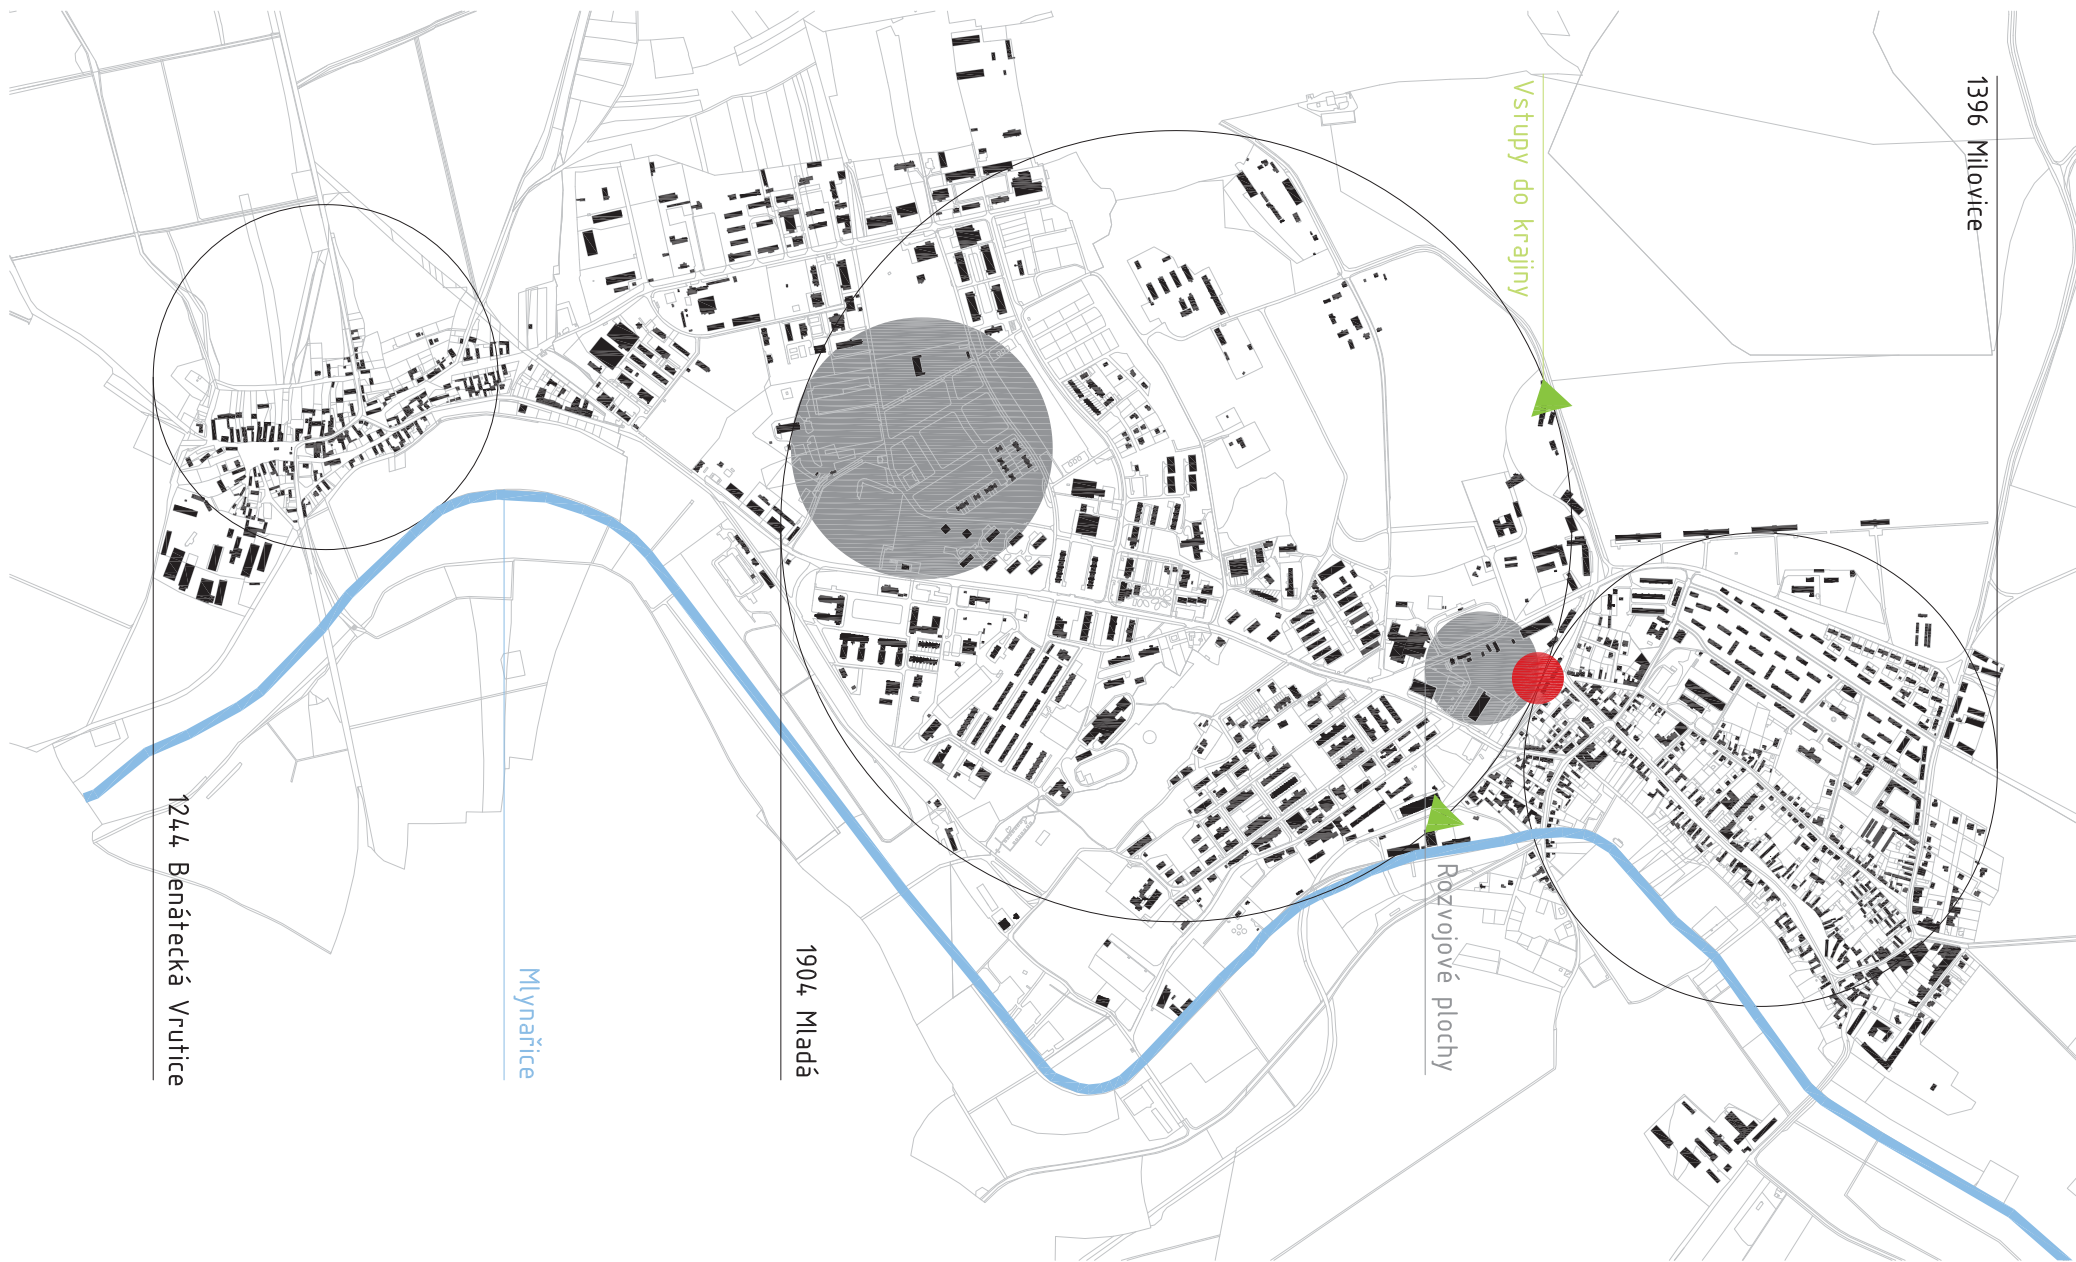 1244 Benátecká Vrutice
Mlynařice
1904 Mladá
Rozvojové plochy
Vstupy do krajiny
1396 Milovice